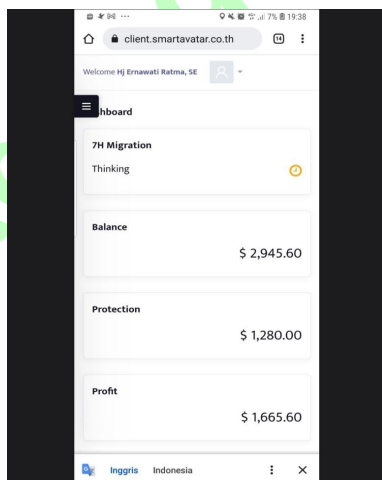 7% 19:38
client.smartavatar.co.th
14
Welcome Hj Ernawati Ratma, SE
hboard
7H Migration
Thinking
Balance
$ 2,945.60
Protection
$ 1,280.00
Profit
$ 1,665.60
Inggris Indonesia